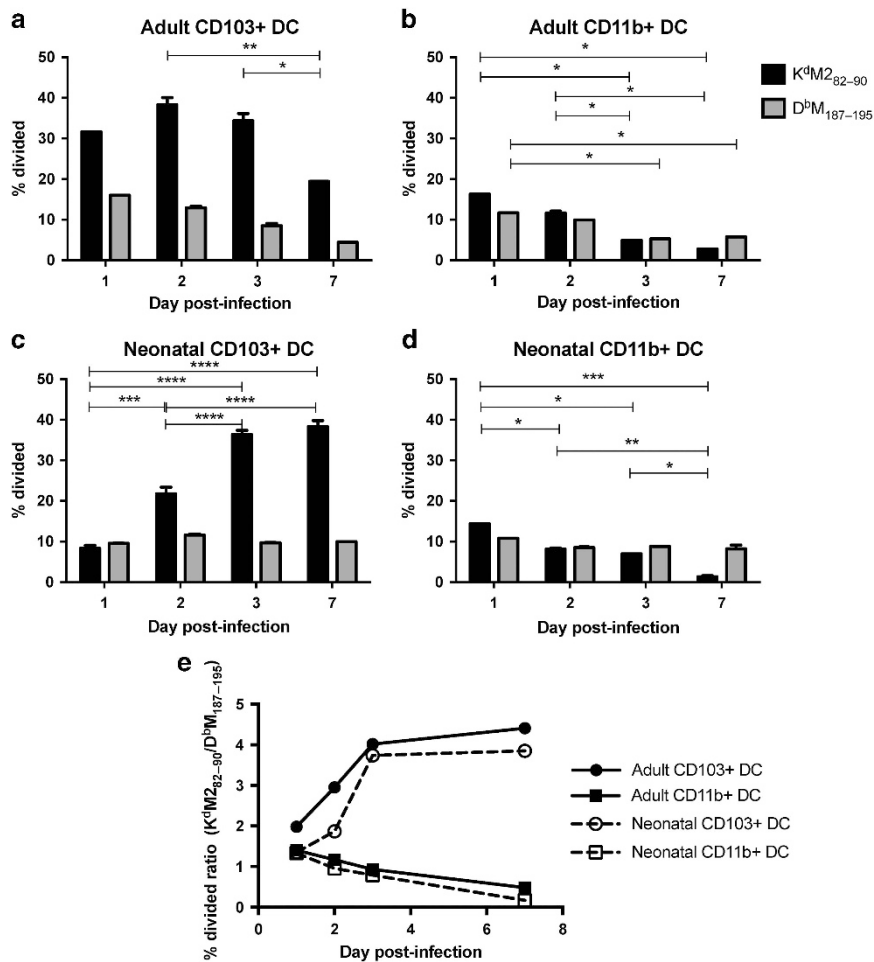 a
Adult CD103+ DC
**
*
50
40
30
20
10
0
% divided
1 2 3 7
Day post-infection
b
Adult CD11b+ DC
*
*
*
*
*
*
50
40
30
20
10
0
% divided
1 2 3 7
Day post-infection
KᵈM2₈₂₋₉₀
DᵇM₁₈₇₋₁₉₅
c
Neonatal CD103+ DC
****
****
*** ****
****
50
40
30
20
10
0
% divided
1 2 3 7
Day post-infection
d
Neonatal CD11b+ DC
***
*
*
**
*
50
40
30
20
10
0
% divided
1 2 3 7
Day post-infection
e
% divided ratio (KᵈM2₈₂₋₉₀/DᵇM₁₈₇₋₁₉₅)
5
4
3
2
1
0
0 2 4 6 8
Day post-infection
Adult CD103+ DC
Adult CD11b+ DC
Neonatal CD103+ DC
Neonatal CD11b+ DC